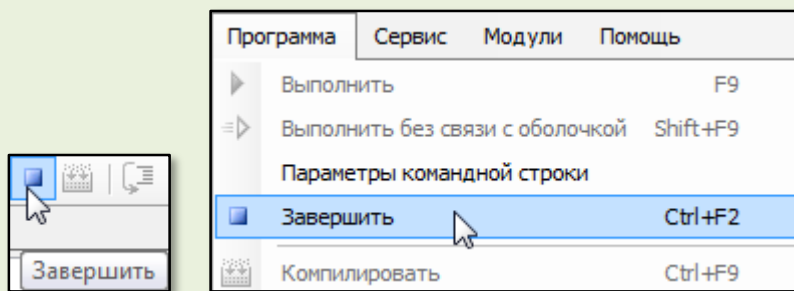 Программа Сервис Модули Помощь
Выполнить F9
Выполнить без связи с оболочкой Shift+F9
Параметры командной строки
Завершить Ctrl+F2
Компилировать Ctrl+F9
Завершить